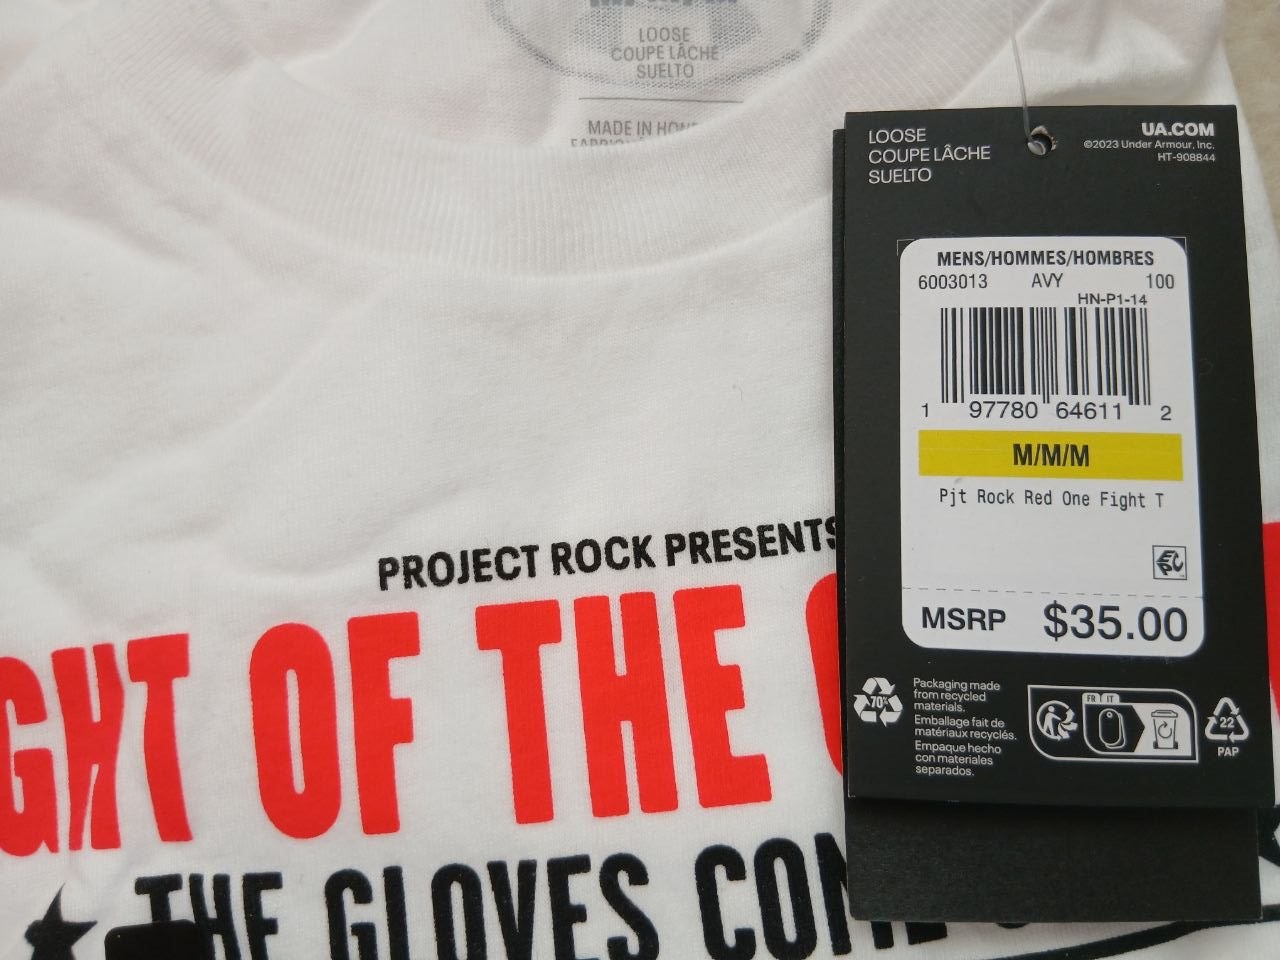 LOOSE
COUPE LÂCHE
SUELTO
MADE IN
LOOSE
COUPE LÂCHE
SUELTO
UA.COM
©2023 Under Armour, Inc.
HT-908844
MENS/HOMMES/HOMBRES
6003013 AVY 100
HN-P1-14
1 97780 64611 2
M/M/M
Pjt Rock Red One Fight T
EPC
MSRP $35.00
70%
Packaging made
from recycled
materials.
Emballage fait de
matériaux recyclés.
Empaque hecho
con materiales
separados.
FR IT
22
PAP
PROJECT ROCK PRESENTS
GHT OF THE
THE GLOVES COM